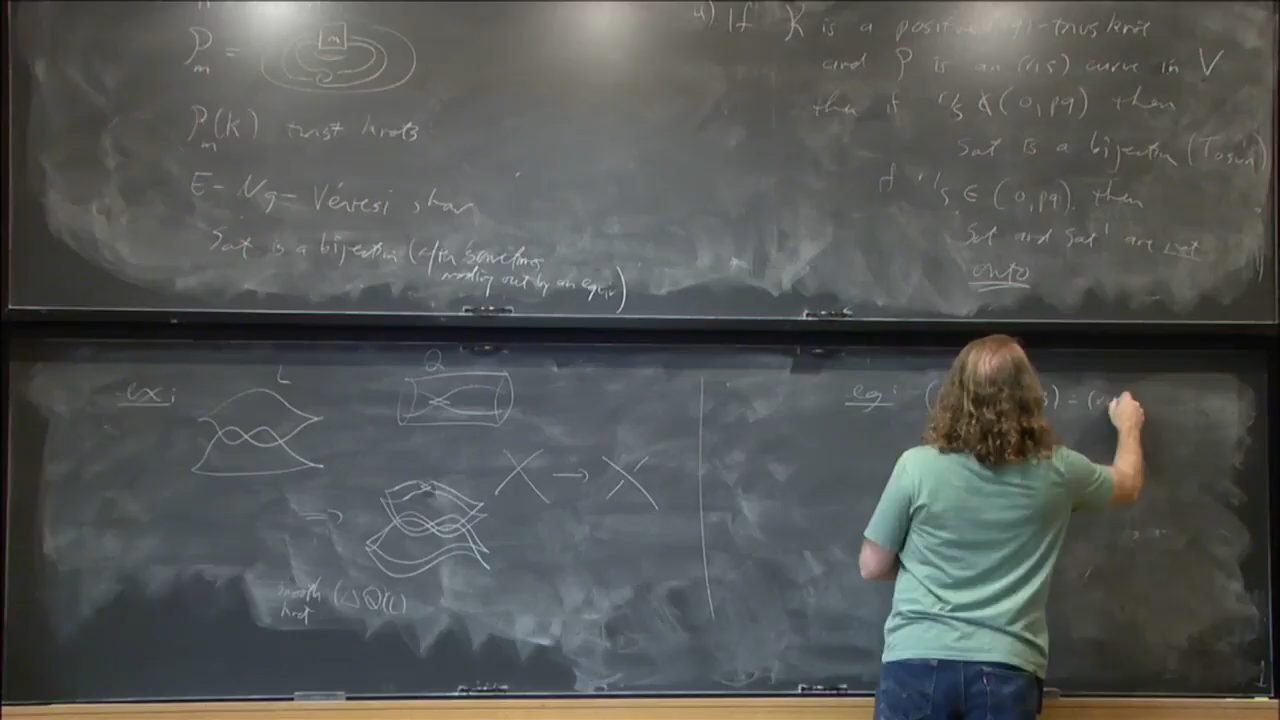 P_m =
m
P_m(K) twist knots
E - Ng - Vértesi show
Sat is a bijection (after sometimes
modding out by an equiv)
4) If K is a positive (p,q)-torus knot
and P is an (r,s) curve in V
then if r/s ∉ (0, pq) then
Sat is a bijection (Tosun)
if r/s ∈ (0, pq) then
Sat and Sat' are not
onto
ex:
L
Q
⇒
→
smooth
knot
Q(L)
eg: